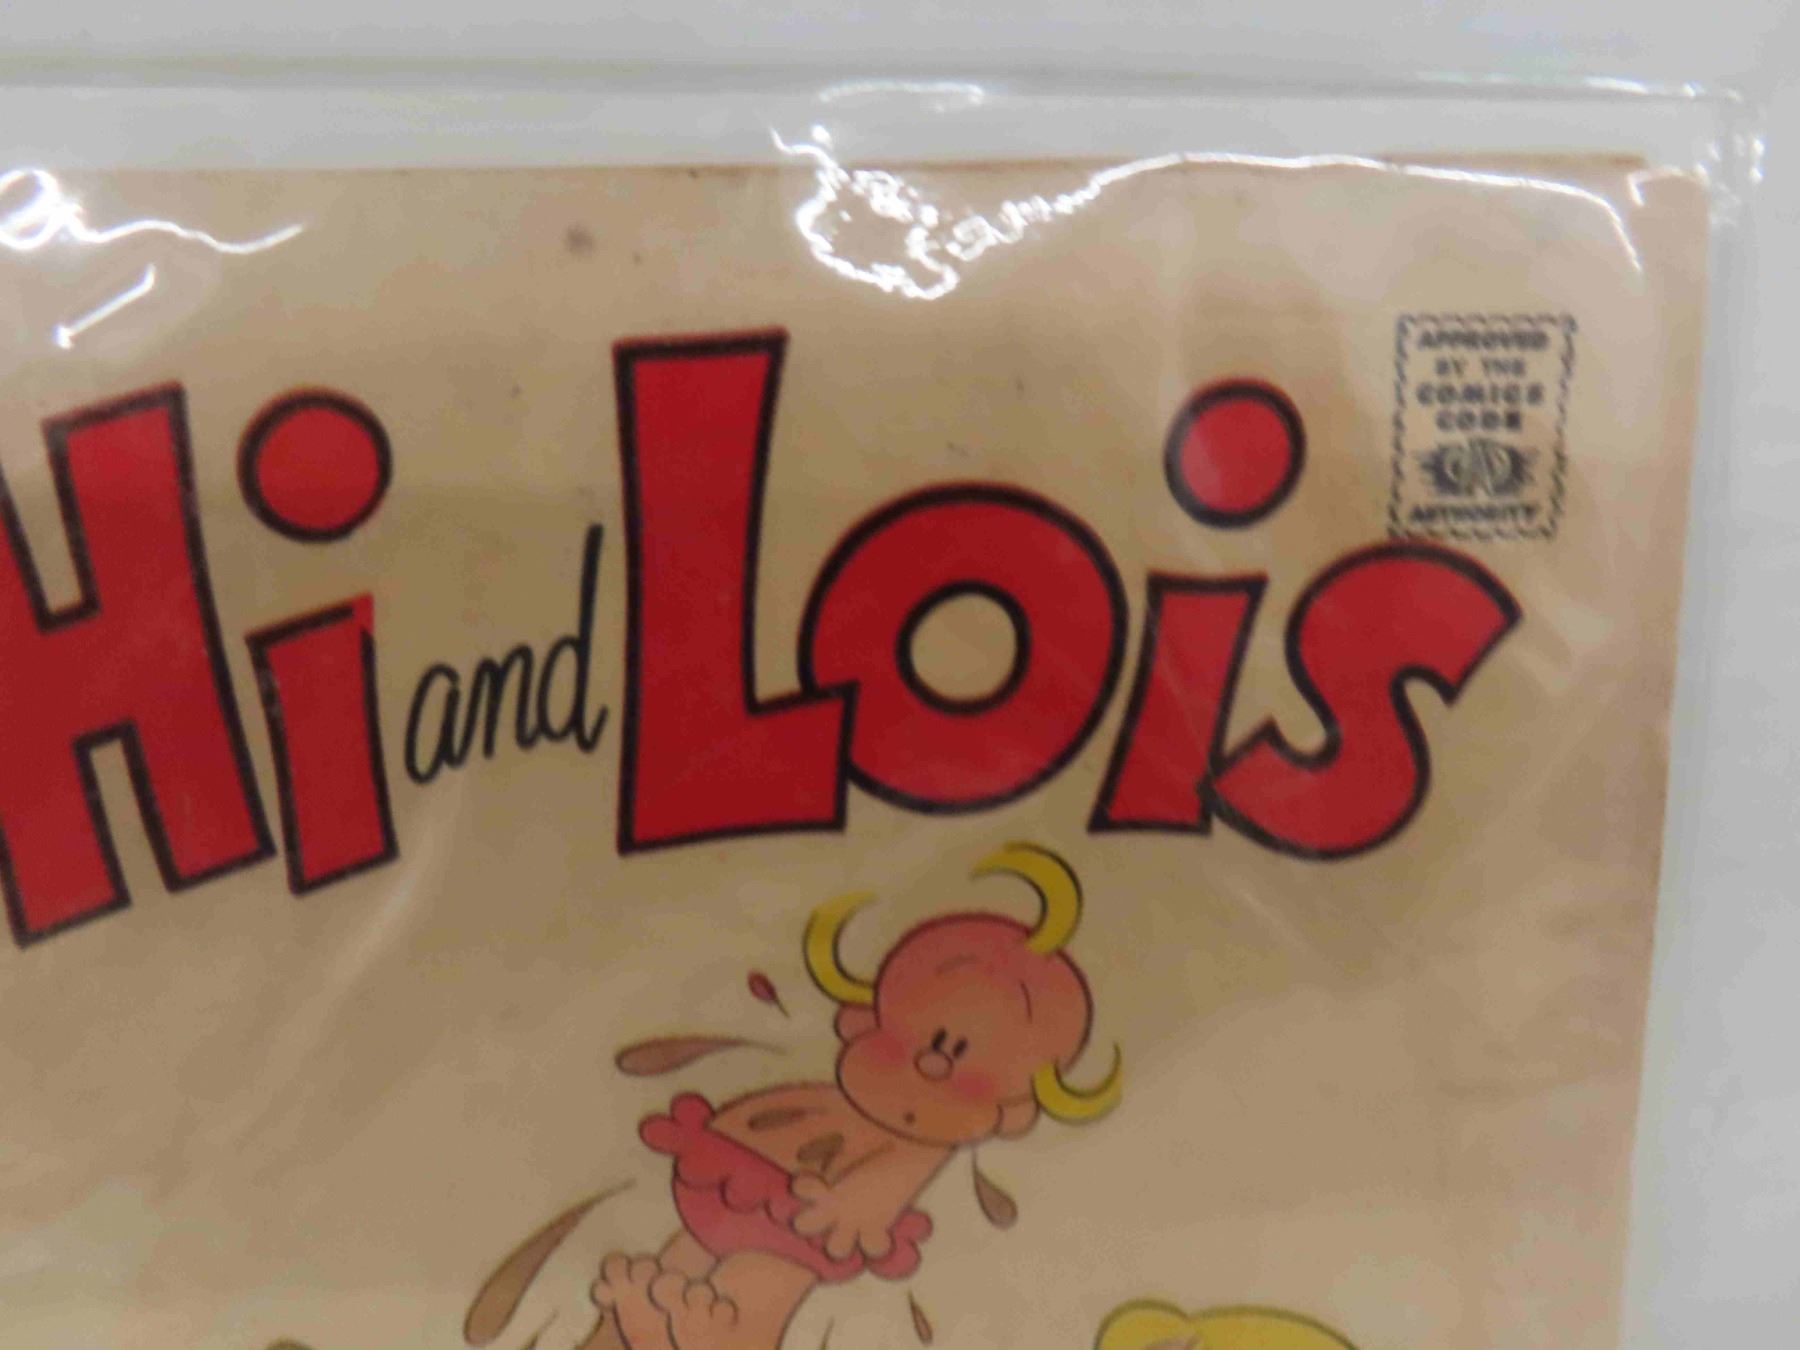 Hi and Lois
APPROVED
BY THE
COMICS
CODE
AUTHORITY